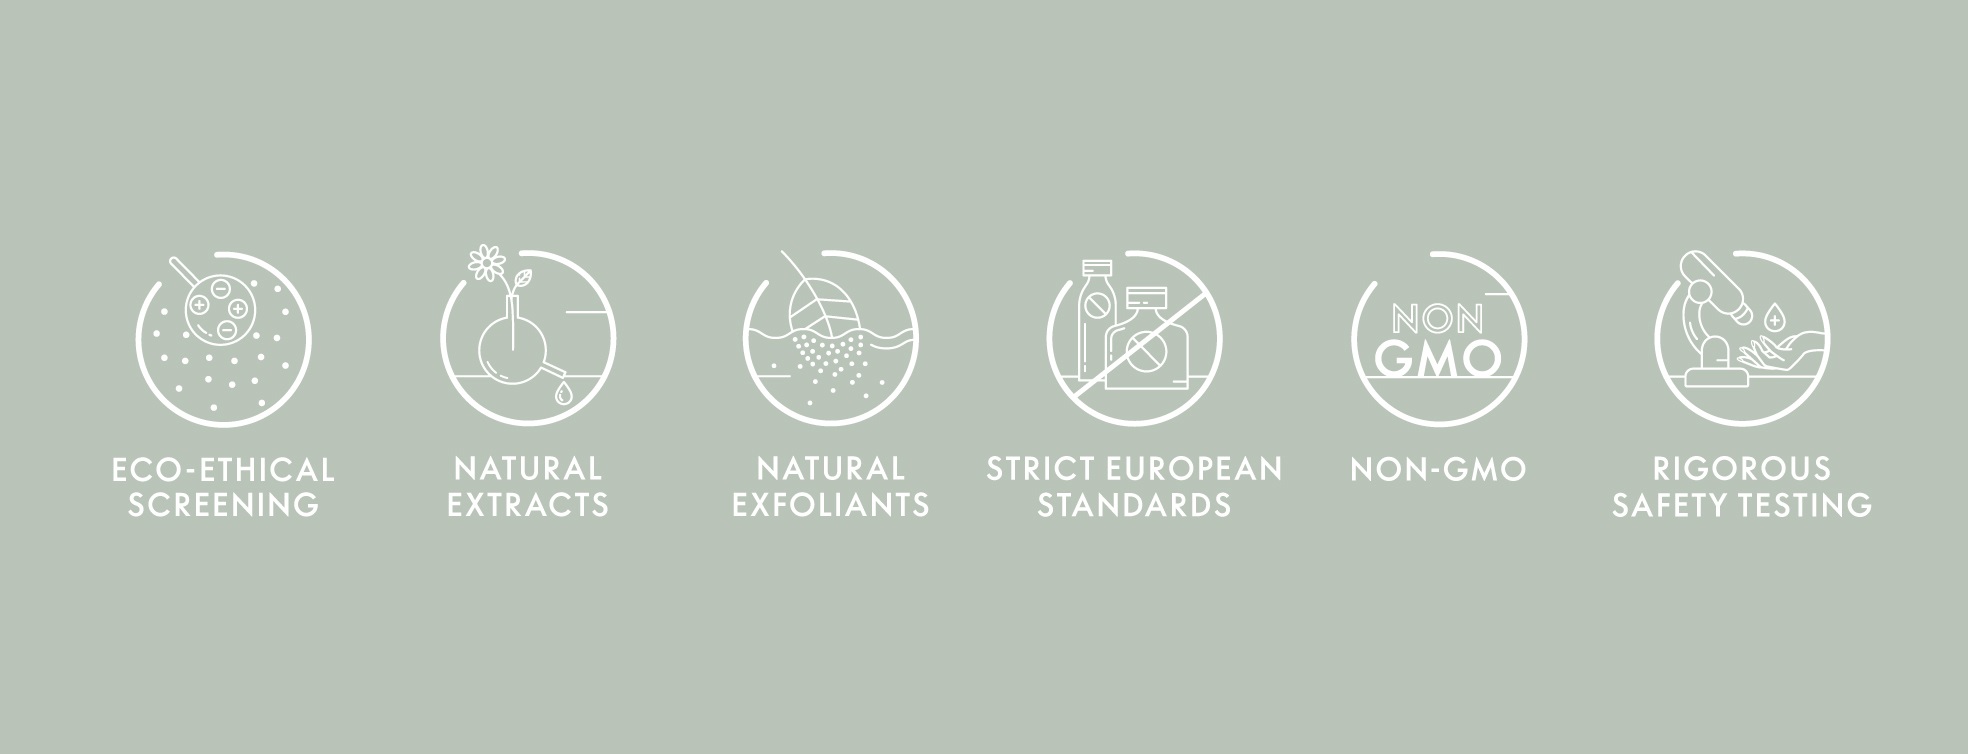 NON
GMO
ECO-ETHICAL
SCREENING
NATURAL
EXTRACTS
NATURAL
EXFOLIANTS
STRICT EUROPEAN
STANDARDS
NON-GMO
RIGOROUS
SAFETY TESTING